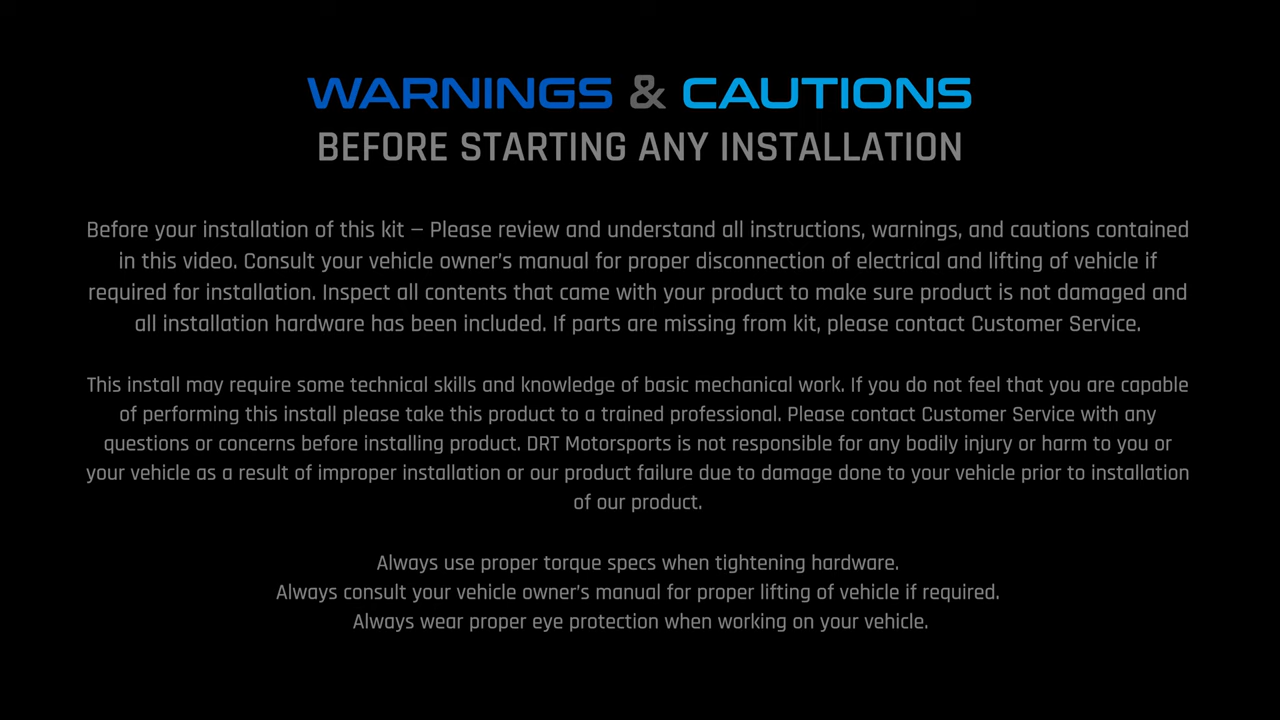 WARNINGS & CAUTIONS
BEFORE STARTING ANY INSTALLATION
Before your installation of this kit – Please review and understand all instructions, warnings, and cautions contained
in this video. Consult your vehicle owner's manual for proper disconnection of electrical and lifting of vehicle if
required for installation. Inspect all contents that came with your product to make sure product is not damaged and
all installation hardware has been included. If parts are missing from kit, please contact Customer Service.
This install may require some technical skills and knowledge of basic mechanical work. If you do not feel that you are capable
of performing this install please take this product to a trained professional. Please contact Customer Service with any
questions or concerns before installing product. DRT Motorsports is not responsible for any bodily injury or harm to you or
your vehicle as a result of improper installation or our product failure due to damage done to your vehicle prior to installation
of our product.
Always use proper torque specs when tightening hardware.
Always consult your vehicle owner's manual for proper lifting of vehicle if required.
Always wear proper eye protection when working on your vehicle.